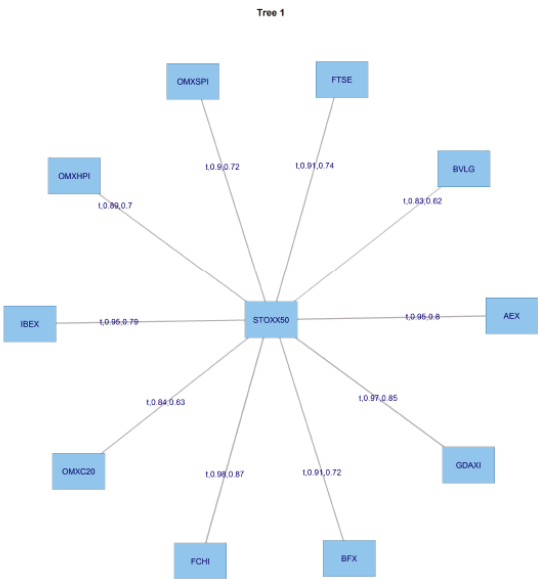 Tree 1
OMXSPI
FTSE
t,0.9,0.72
t,0.91,0.74
OMXHPI
BVLG
t,0.89,0.7
t,0.83,0.62
IBEX
t,0.95,0.79
STOXX50
t,0.95,0.8
AEX
t,0.84,0.63
t,0.97,0.85
OMXC20
GDAXI
t,0.98,0.87
t,0.91,0.72
FCHI
BFX